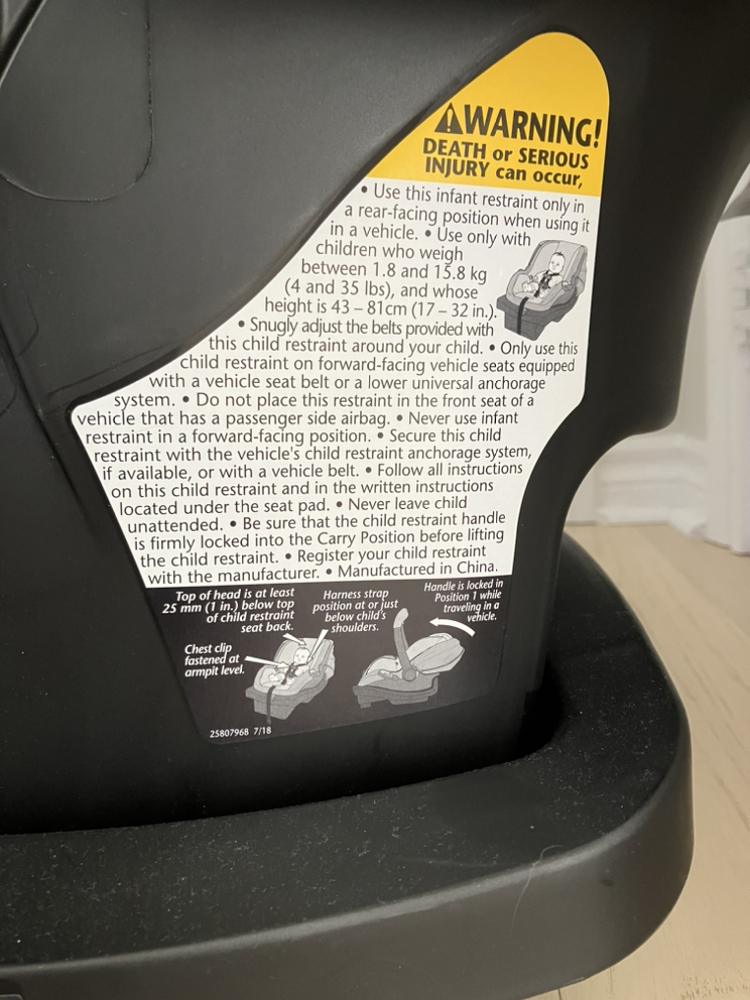 WARNING!
DEATH or SERIOUS
INJURY can occur,
• Use this infant restraint only in
a rear-facing position when using it
in a vehicle. • Use only with
children who weigh
between 1.8 and 15.8 kg
(4 and 35 lbs), and whose
height is 43 – 81cm (17 – 32 in.).
• Snugly adjust the belts provided with
this child restraint around your child. • Only use this
child restraint on forward-facing vehicle seats equipped
with a vehicle seat belt or a lower universal anchorage
system. • Do not place this restraint in the front seat of a
vehicle that has a passenger side airbag. • Never use infant
restraint in a forward-facing position. • Secure this child
restraint with the vehicle's child restraint anchorage system,
if available, or with a vehicle belt. • Follow all instructions
on this child restraint and in the written instructions
located under the seat pad. • Never leave child
unattended. • Be sure that the child restraint handle
is firmly locked into the Carry Position before lifting
the child restraint. • Register your child restraint
with the manufacturer. • Manufactured in China.
Top of head is at least
25 mm (1 in.) below top
of child restraint
seat back.
Harness strap
position at or just
below child's
shoulders.
Handle is locked in
Position 1 while
traveling in a
vehicle.
Chest clip
fastened at
armpit level.
25807968 7/18